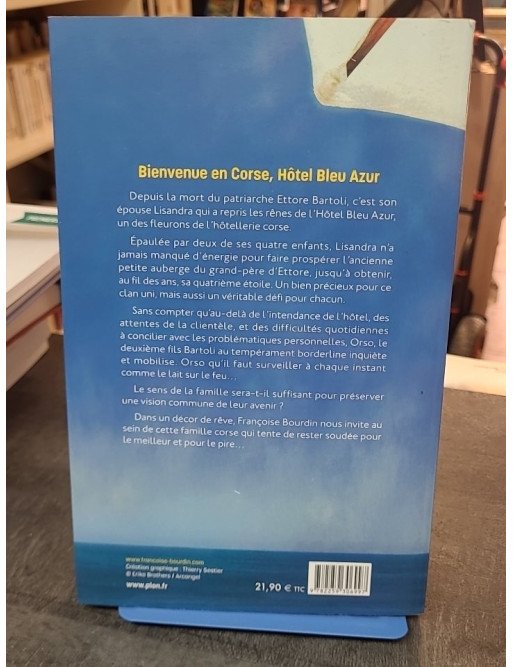 Bienvenue en Corse, Hôtel Bleu Azur
Depuis la mort du patriarche Ettore Bartoli, c'est son
épouse Lisandra qui a repris les rênes de l'Hôtel Bleu Azur,
un des fleurons de l'hôtellerie corse.
Épaulée par deux de ses quatre enfants, Lisandra n'a
jamais manqué d'énergie pour faire prospérer l'ancienne
petite auberge du grand-père d'Ettore, jusqu'à obtenir,
au fil des ans, sa quatrième étoile. Un bien précieux pour ce
clan uni, mais aussi un véritable défi pour chacun.
Sans compter qu'au-delà de l'intendance de l'hôtel, des
attentes de la clientèle, et des difficultés quotidiennes
à concilier avec les problématiques personnelles, Orso, le
deuxième fils Bartoli au tempérament borderline inquiète
et mobilise. Orso qu'il faut surveiller à chaque instant
comme le lait sur le feu...
Le sens de la famille sera-t-il suffisant pour préserver
une vision commune de leur avenir ?
Dans un décor de rêve, Françoise Bourdin nous invite au
sein de cette famille corse qui tente de rester soudée pour
le meilleur et pour le pire...
www.francoise-bourdin.com
Création graphique : Thierry Sestier
© Erika Brothers / Arcangel
www.plon.fr
21,90 € TTC
9 782259 306997